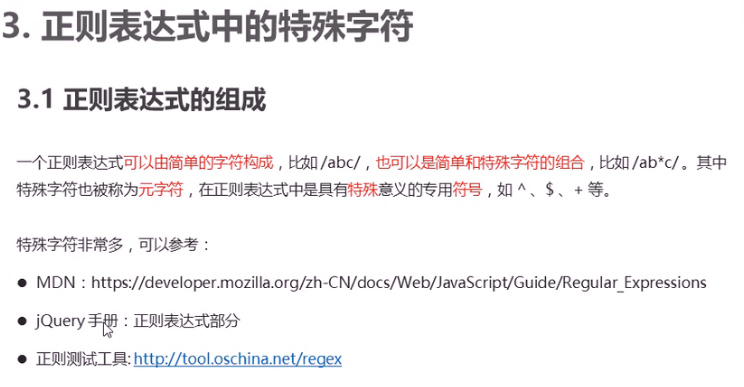 3. 正则表达式中的特殊字符
3.1 正则表达式的组成
一个正则表达式可以由简单的字符构成，比如 /abc/，也可以是简单和特殊字符的组合，比如 /ab*c/ 。其中
特殊字符也被称为元字符，在正则表达式中是具有特殊意义的专用符号，如 ^ 、$ 、+ 等。
特殊字符非常多，可以参考：
● MDN：https://developer.mozilla.org/zh-CN/docs/Web/JavaScript/Guide/Regular_Expressions
● jQuery 手册：正则表达式部分
● 正则测试工具: http://tool.oschina.net/regex